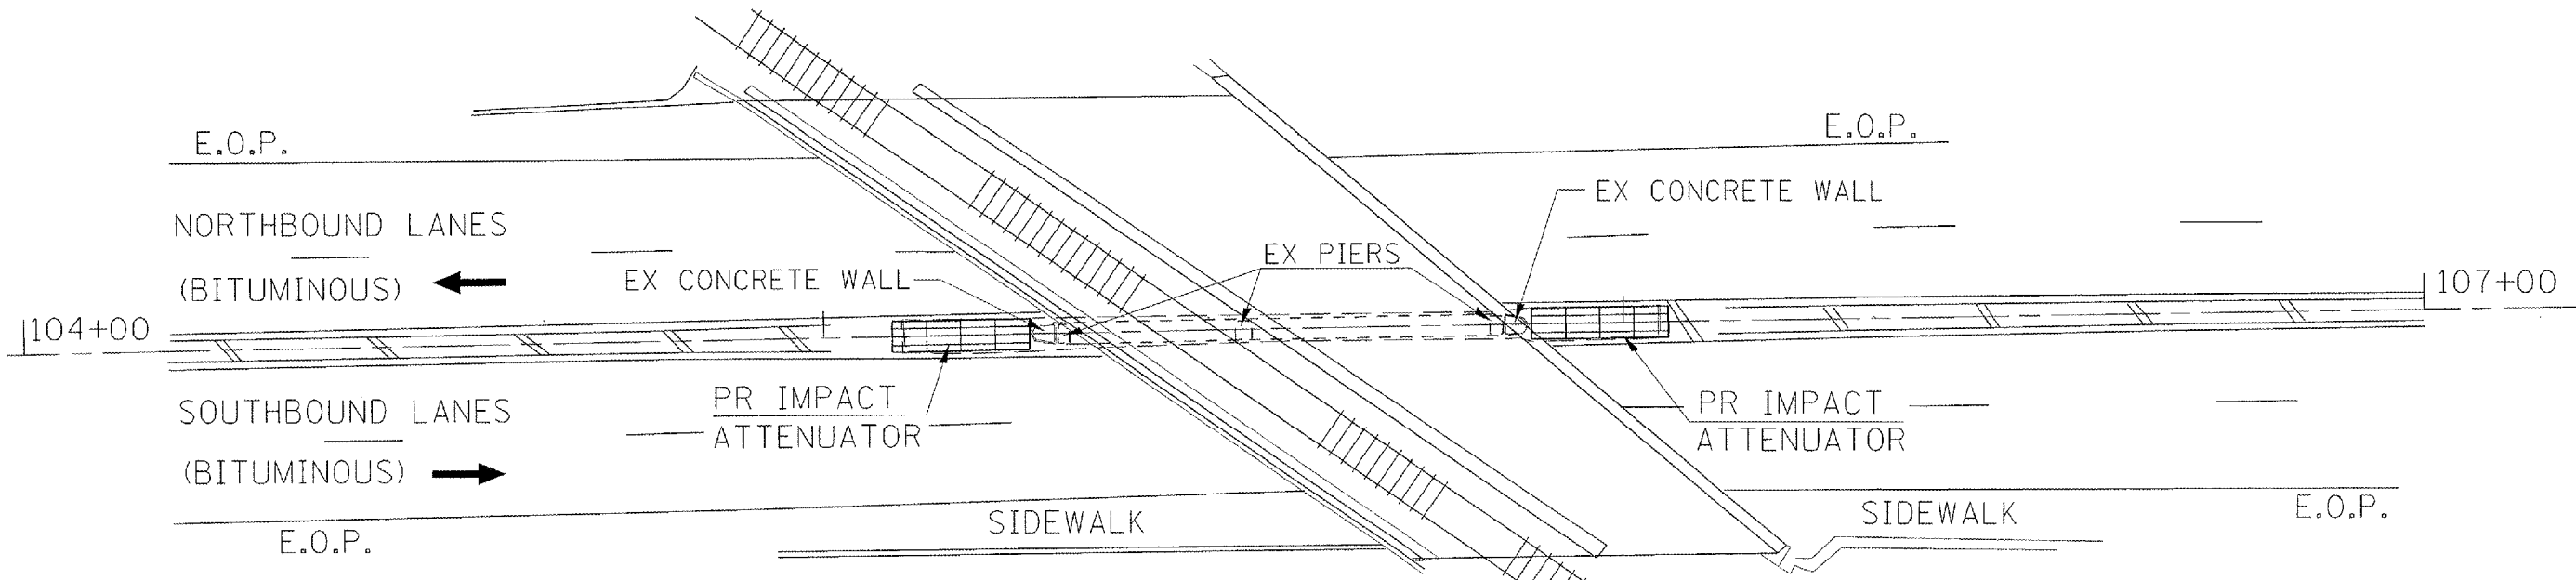 E.O.P.
E.O.P.
EX CONCRETE WALL
NORTHBOUND LANES
(BITUMINOUS)
EX PIERS
EX CONCRETE WALL
107+00
104+00
SOUTHBOUND LANES
(BITUMINOUS)
PR IMPACT
ATTENUATOR
PR IMPACT
ATTENUATOR
SIDEWALK
SIDEWALK
E.O.P.
E.O.P.